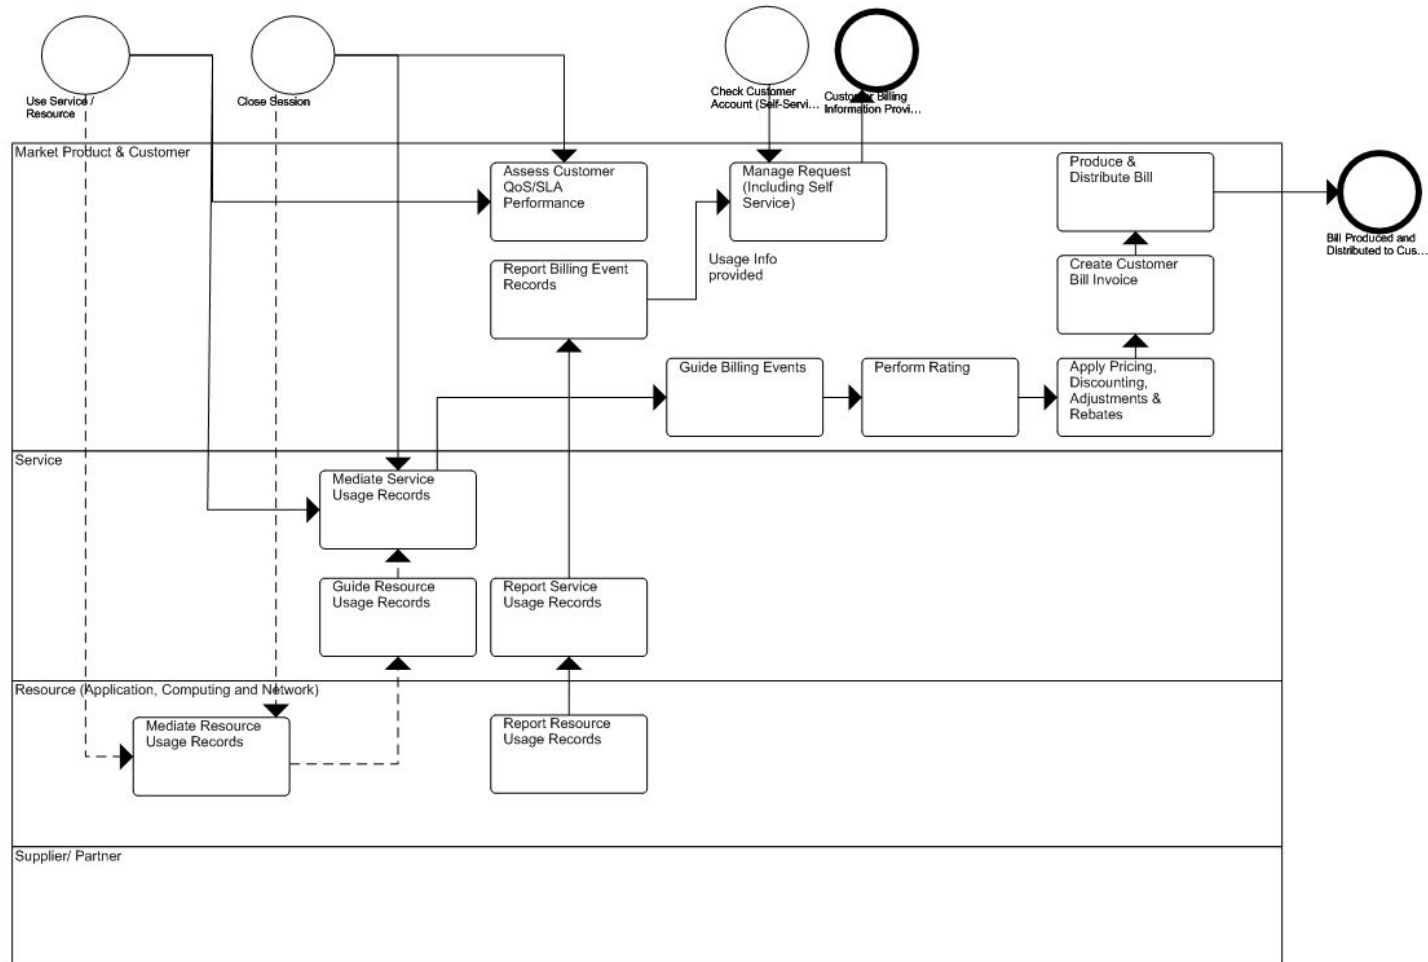 Use Service /
Resource
Close Session
Check Customer
Account (Self-Servi...
Customer Billing
Information Provi...
Market Product & Customer
Assess Customer
QoS/SLA
Performance
Manage Request
(Including Self
Service)
Produce &
Distribute Bill
Bill Produced and
Distributed to Cus...
Usage Info
provided
Report Billing Event
Records
Create Customer
Bill Invoice
Guide Billing Events
Perform Rating
Apply Pricing,
Discounting,
Adjustments &
Rebates
Service
Mediate Service
Usage Records
Guide Resource
Usage Records
Report Service
Usage Records
Resource (Application, Computing and Network)
Mediate Resource
Usage Records
Report Resource
Usage Records
Supplier/ Partner